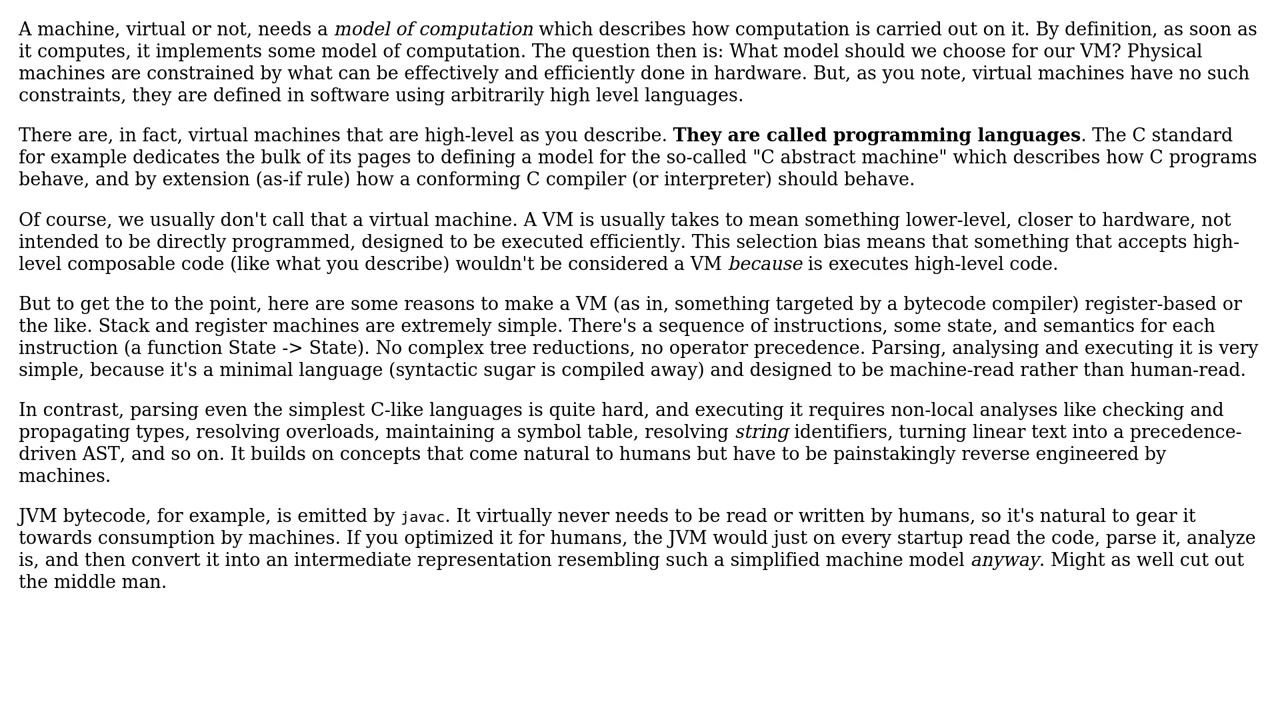 A machine, virtual or not, needs a model of computation which describes how computation is carried out on it. By definition, as soon as
it computes, it implements some model of computation. The question then is: What model should we choose for our VM? Physical
machines are constrained by what can be effectively and efficiently done in hardware. But, as you note, virtual machines have no such
constraints, they are defined in software using arbitrarily high level languages.
There are, in fact, virtual machines that are high-level as you describe. They are called programming languages. The C standard
for example dedicates the bulk of its pages to defining a model for the so-called "C abstract machine" which describes how C programs
behave, and by extension (as-if rule) how a conforming C compiler (or interpreter) should behave.
Of course, we usually don't call that a virtual machine. A VM is usually takes to mean something lower-level, closer to hardware, not
intended to be directly programmed, designed to be executed efficiently. This selection bias means that something that accepts high-
level composable code (like what you describe) wouldn't be considered a VM because is executes high-level code.
But to get the to the point, here are some reasons to make a VM (as in, something targeted by a bytecode compiler) register-based or
the like. Stack and register machines are extremely simple. There's a sequence of instructions, some state, and semantics for each
instruction (a function State -> State). No complex tree reductions, no operator precedence. Parsing, analysing and executing it is very
simple, because it's a minimal language (syntactic sugar is compiled away) and designed to be machine-read rather than human-read.
In contrast, parsing even the simplest C-like languages is quite hard, and executing it requires non-local analyses like checking and
propagating types, resolving overloads, maintaining a symbol table, resolving string identifiers, turning linear text into a precedence-
driven AST, and so on. It builds on concepts that come natural to humans but have to be painstakingly reverse engineered by
machines.
JVM bytecode, for example, is emitted by javac. It virtually never needs to be read or written by humans, so it's natural to gear it
towards consumption by machines. If you optimized it for humans, the JVM would just on every startup read the code, parse it, analyze
is, and then convert it into an intermediate representation resembling such a simplified machine model anyway. Might as well cut out
the middle man.